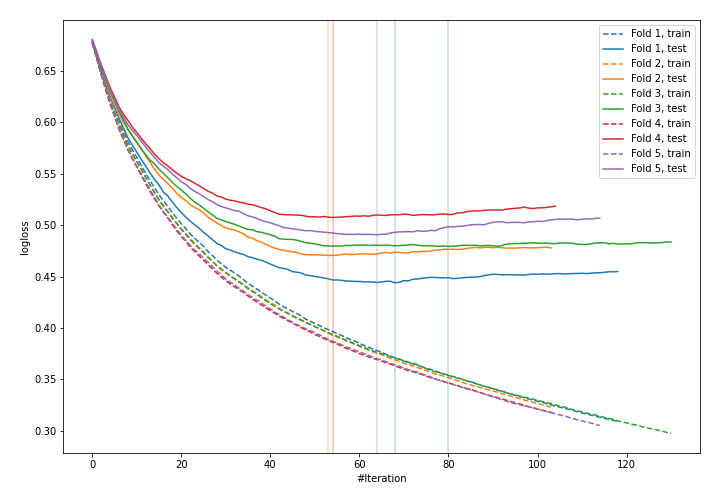 Fold 1, train
Fold 1, test
Fold 2, train
Fold 2, test
Fold 3, train
Fold 3, test
Fold 4, train
Fold 4, test
Fold 5, train
Fold 5, test
logloss
0.65
0.60
0.55
0.50
0.45
0.40
0.35
0.30
0 20 40 60 80 100 120
#Iteration